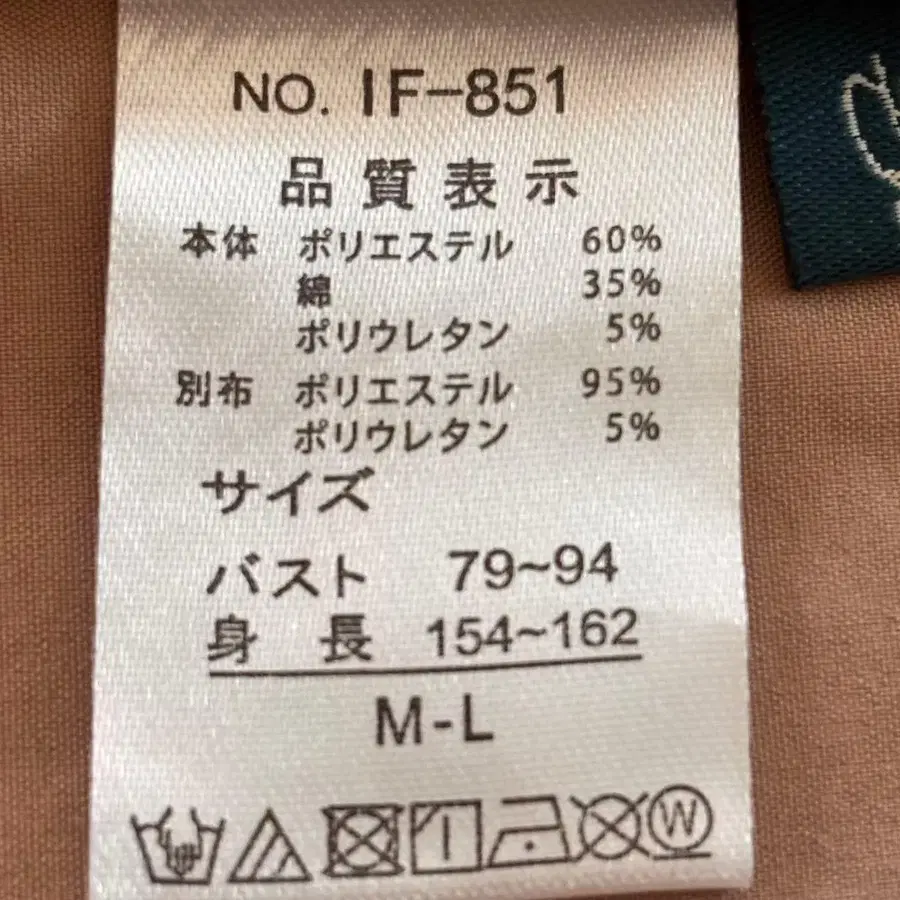 NO. IF-851
品質表示
本体 ポリエステル 60%
綿 35%
ポリウレタン 5%
別布 ポリエステル 95%
ポリウレタン 5%
サイズ
バスト 79~94
身長 154~162
M-L
W